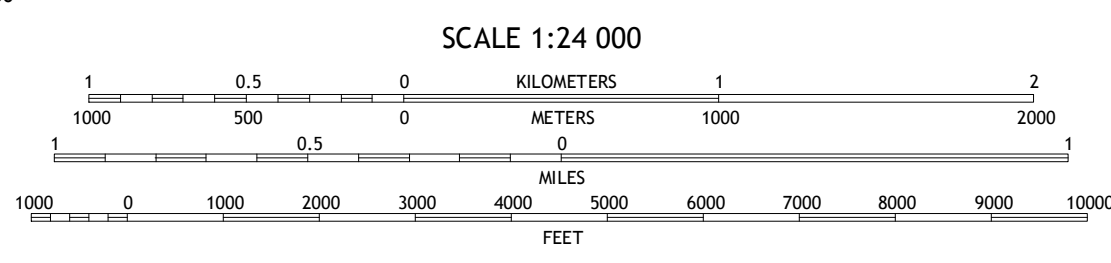 SCALE 1:24 000
1 0.5 0 KILOMETERS 1 2
1000 500 0 METERS 1000 2000
1 0.5 0 1
MILES
1000 0 1000 2000 3000 4000 5000 6000 7000 8000 9000 10000
FEET